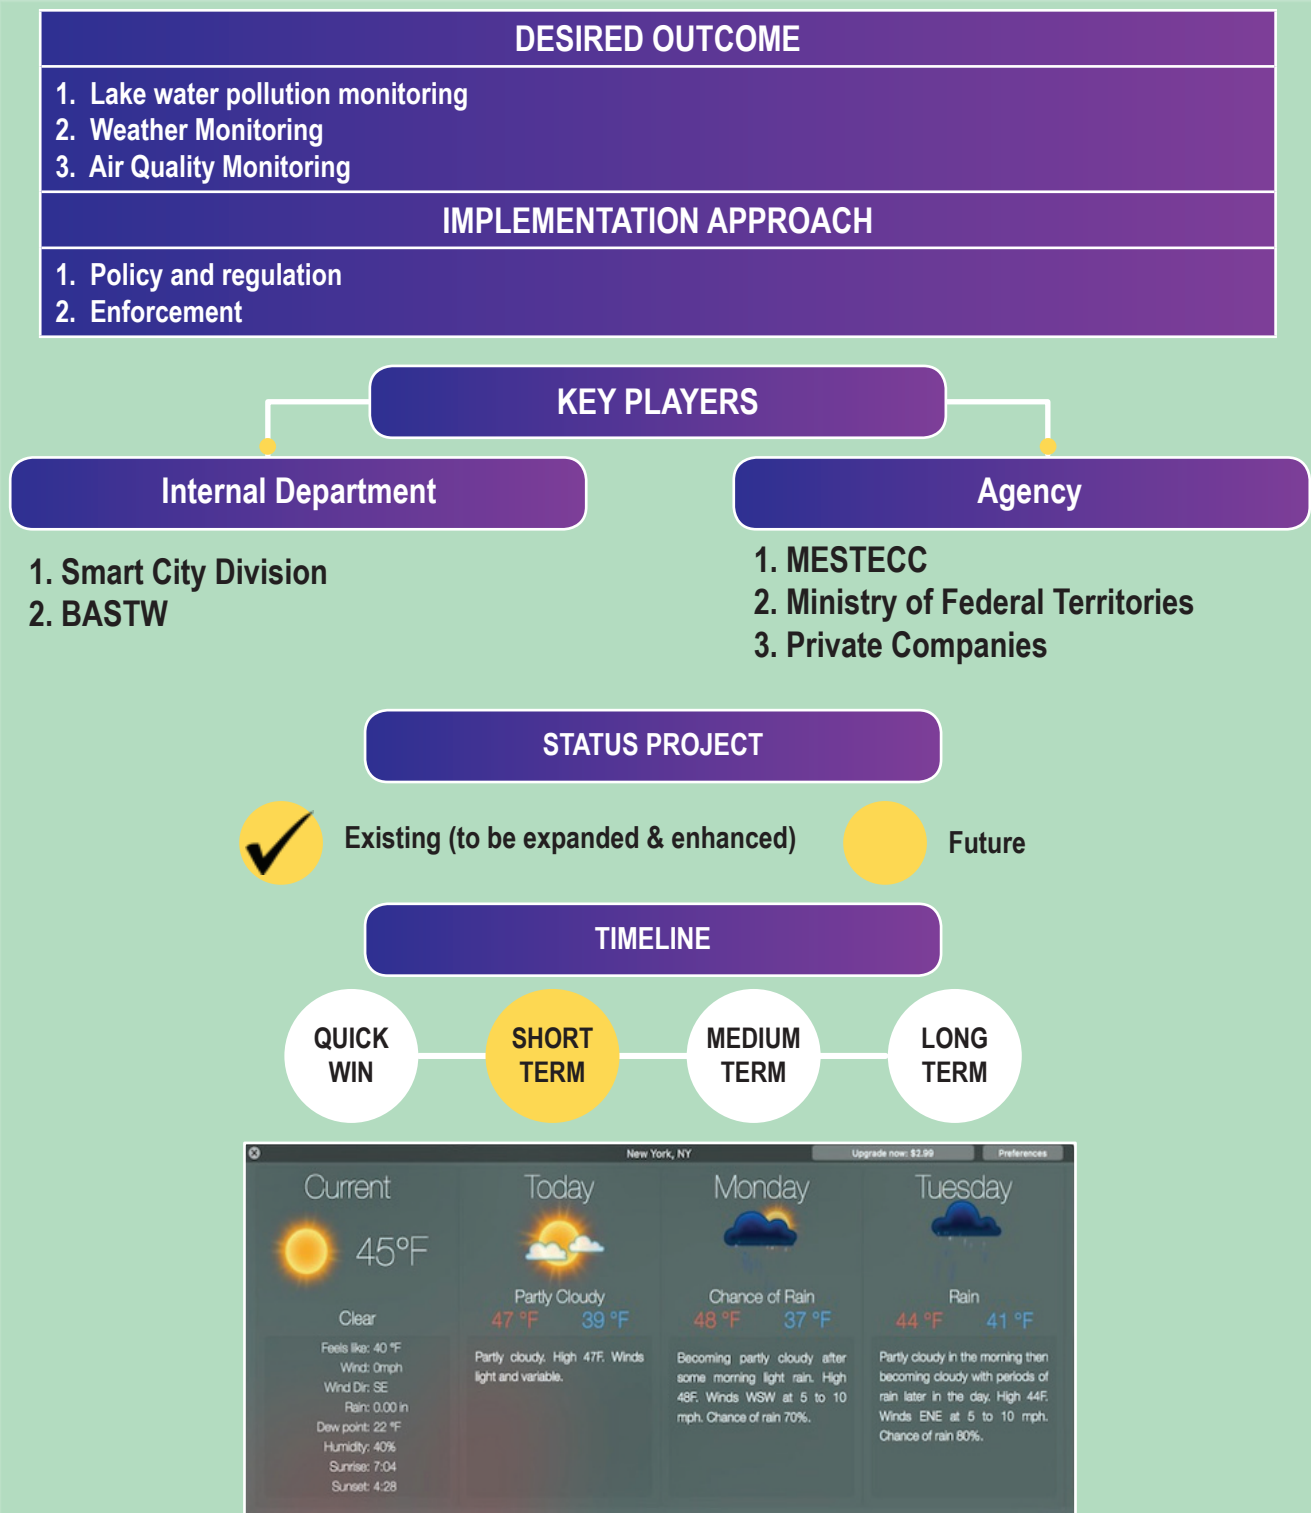 DESIRED OUTCOME
1. Lake water pollution monitoring
2. Weather Monitoring
3. Air Quality Monitoring
IMPLEMENTATION APPROACH
1. Policy and regulation
2. Enforcement
KEY PLAYERS
Internal Department
1. Smart City Division
2. BASTW
Agency
1. MESTECC
2. Ministry of Federal Territories
3. Private Companies
STATUS PROJECT
Existing (to be expanded & enhanced)
Future
TIMELINE
QUICK
WIN
SHORT
TERM
MEDIUM
TERM
LONG
TERM
New York, NY
Upgrade now: $2.99
Preferences
Current
45°F
Clear
Feels like: 40 °F
Wind: 0mph
Wind Dir: SE
Rain: 0.00 in
Dew point: 22 °F
Humidity: 40%
Sunrise: 7:04
Sunset: 4:28
Today
Partly Cloudy
47 °F 39 °F
Partly cloudy. High 47F. Winds
light and variable.
Monday
Chance of Rain
48 °F 37 °F
Becoming partly cloudy after
some morning light rain. High
48F. Winds WSW at 5 to 10
mph. Chance of rain 70%.
Tuesday
Rain
44 °F 41 °F
Partly cloudy in the morning then
becoming cloudy with periods of
rain later in the day. High 44F.
Winds ENE at 5 to 10 mph.
Chance of rain 80%.